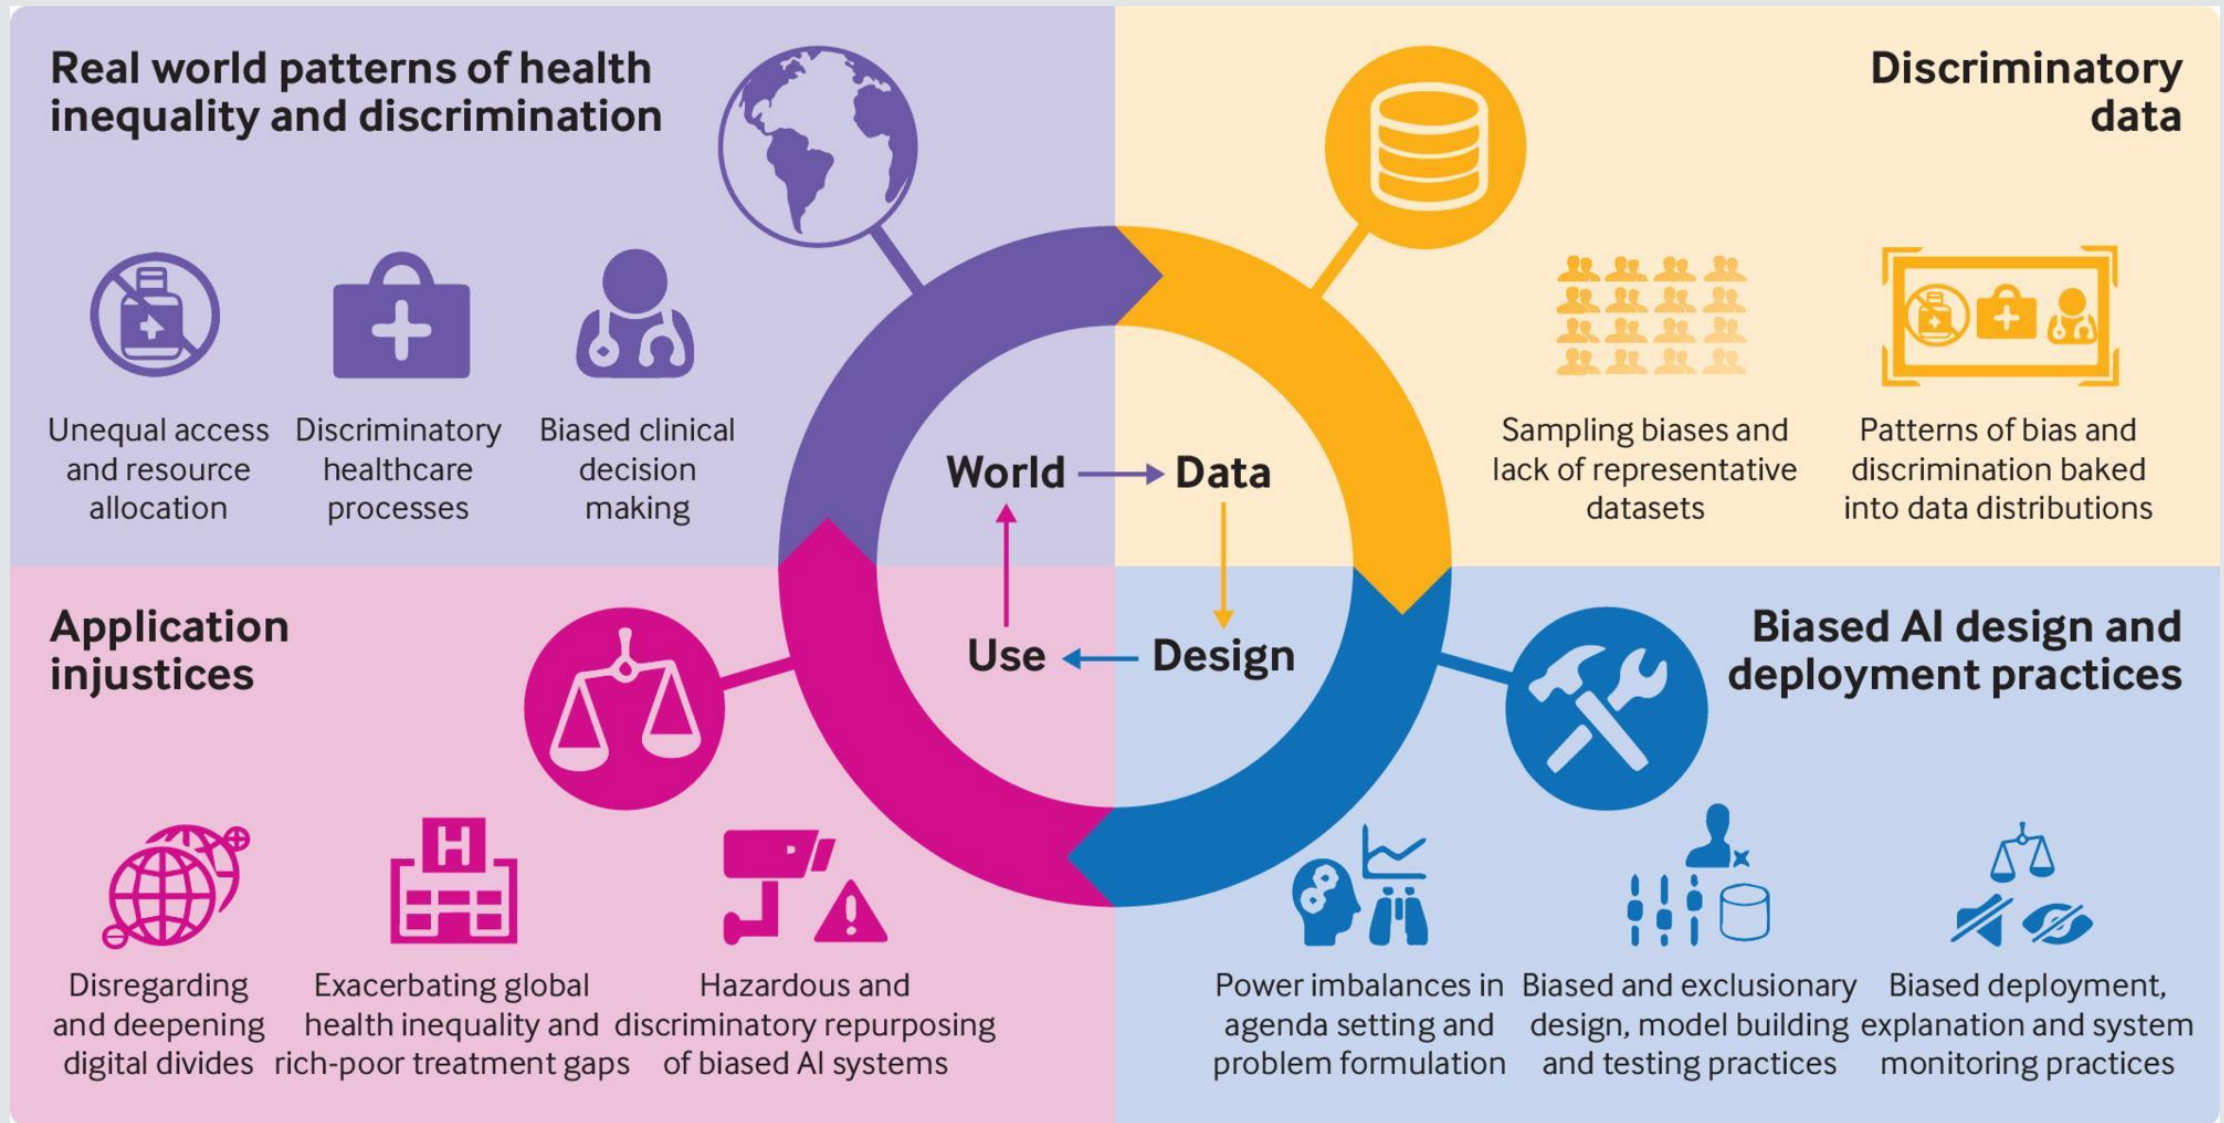 Real world patterns of health
inequality and discrimination
Unequal access
and resource
allocation
Discriminatory
healthcare
processes
Biased clinical
decision
making
Discriminatory
data
Sampling biases and
lack of representative
datasets
Patterns of bias and
discrimination baked
into data distributions
World
Data
Use
Design
Application
injustices
Disregarding
and deepening
digital divides
Exacerbating global
health inequality and
rich-poor treatment gaps
Hazardous and
discriminatory repurposing
of biased AI systems
Biased AI design and
deployment practices
Power imbalances in
agenda setting and
problem formulation
Biased and exclusionary
design, model building
and testing practices
Biased deployment,
explanation and system
monitoring practices
H